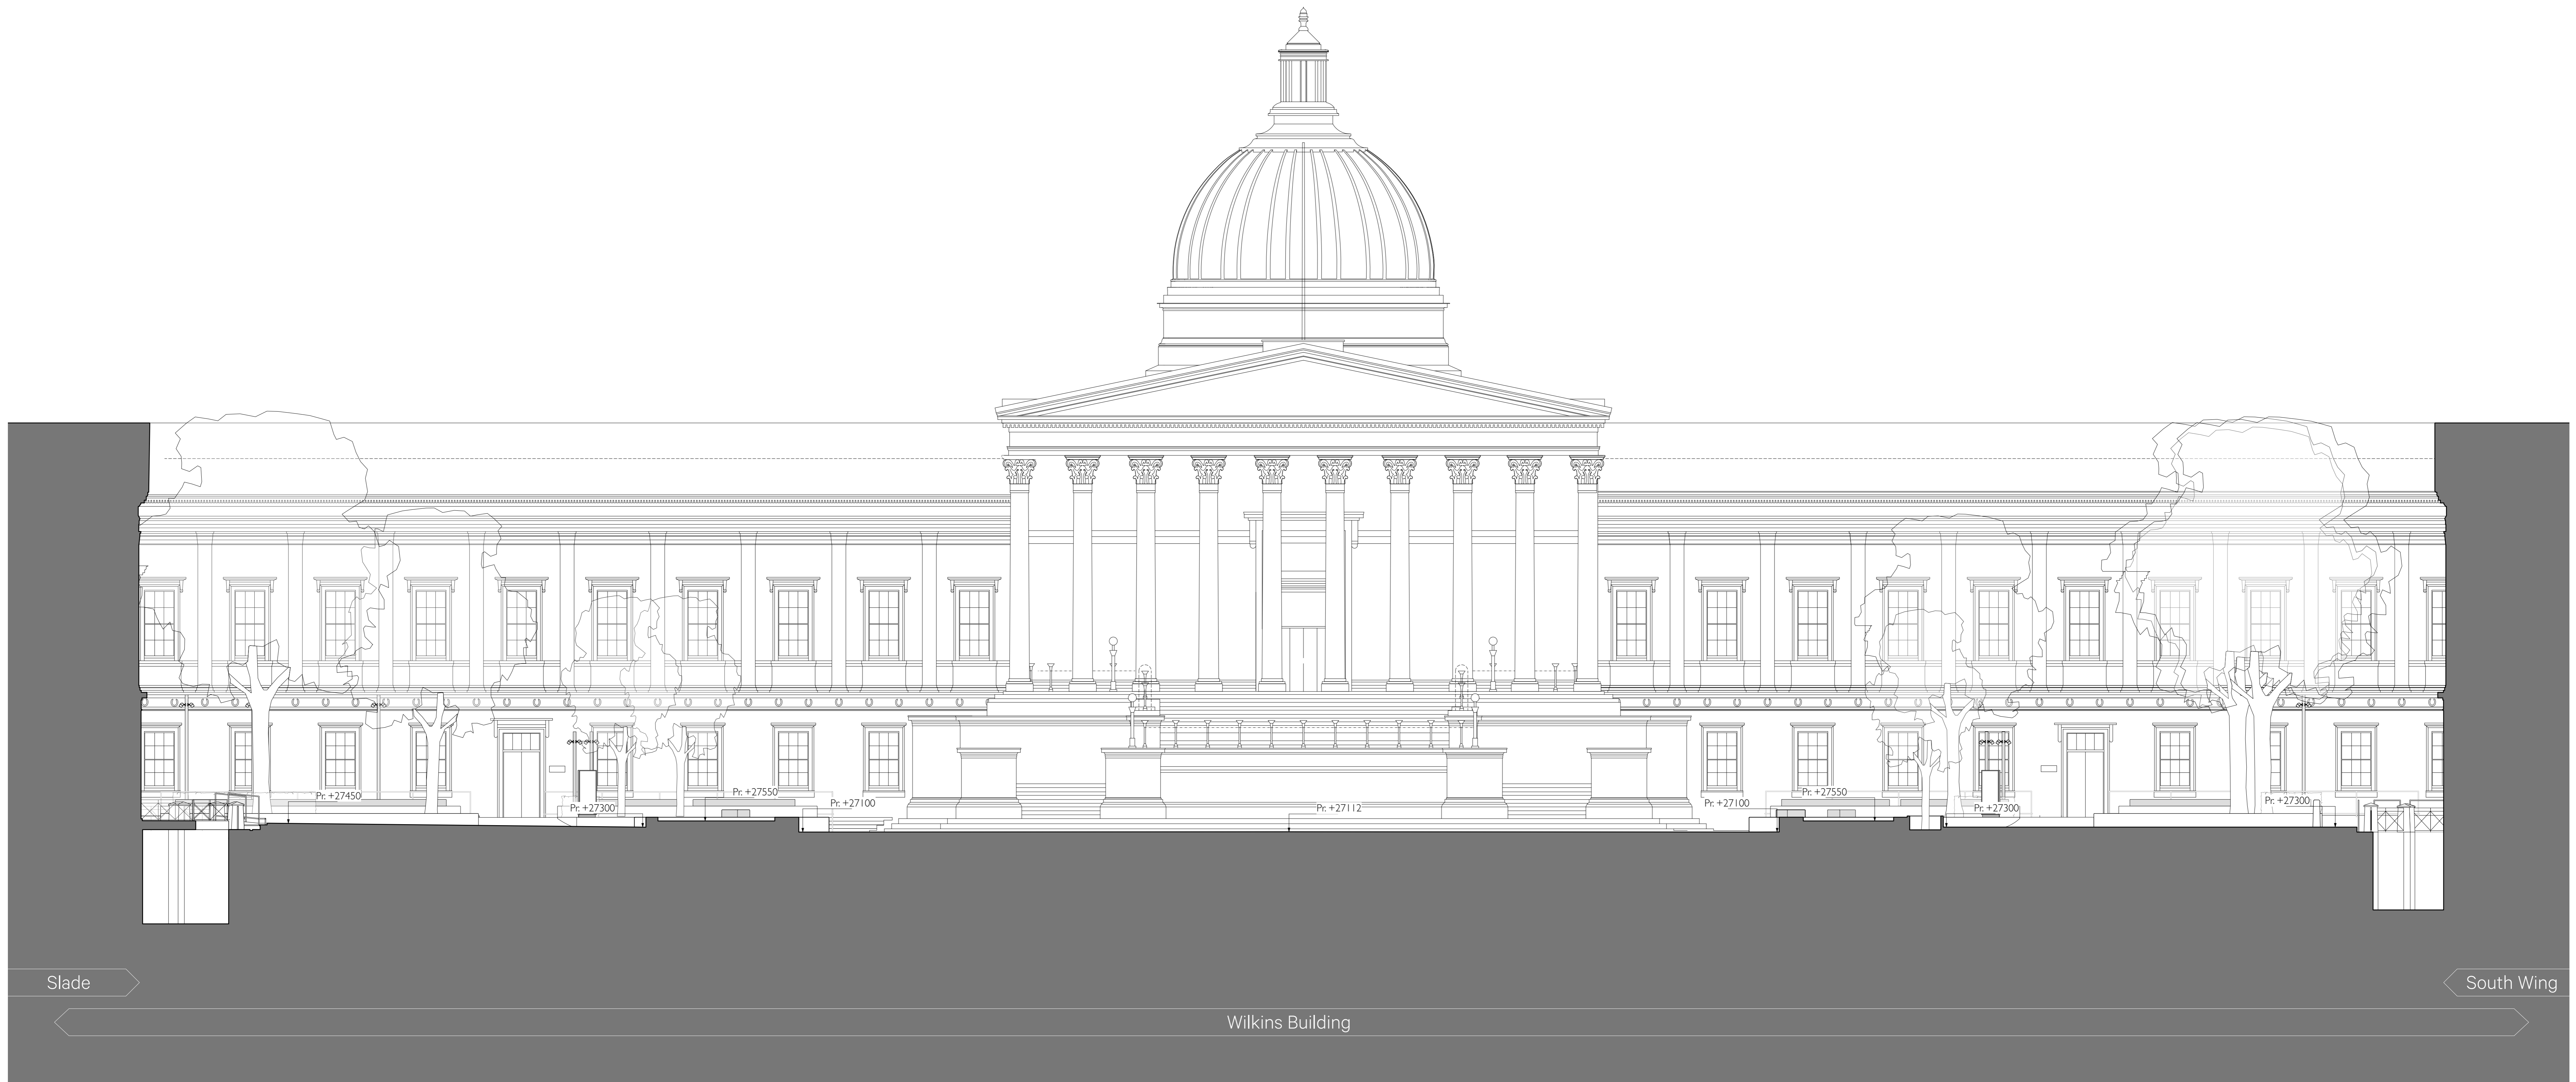 Pr. +27450
Pr. +27300
Pr. +27550
Pr. +27100
Pr. +27112
Pr. +27100
Pr. +27550
Pr. +27300
Pr. +27300
Slade
South Wing
Wilkins Building